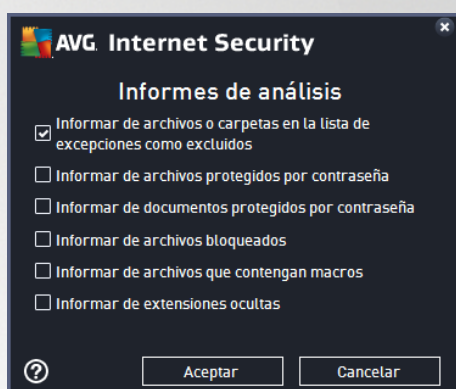 AVG. Internet Security
Informes de análisis
Informar de archivos o carpetas en la lista de
excepciones como excluidos
Informar de archivos protegidos por contraseña
Informar de documentos protegidos por contraseña
Informar de archivos bloqueados
Informar de archivos que contengan macros
Informar de extensiones ocultas
? Aceptar Cancelar